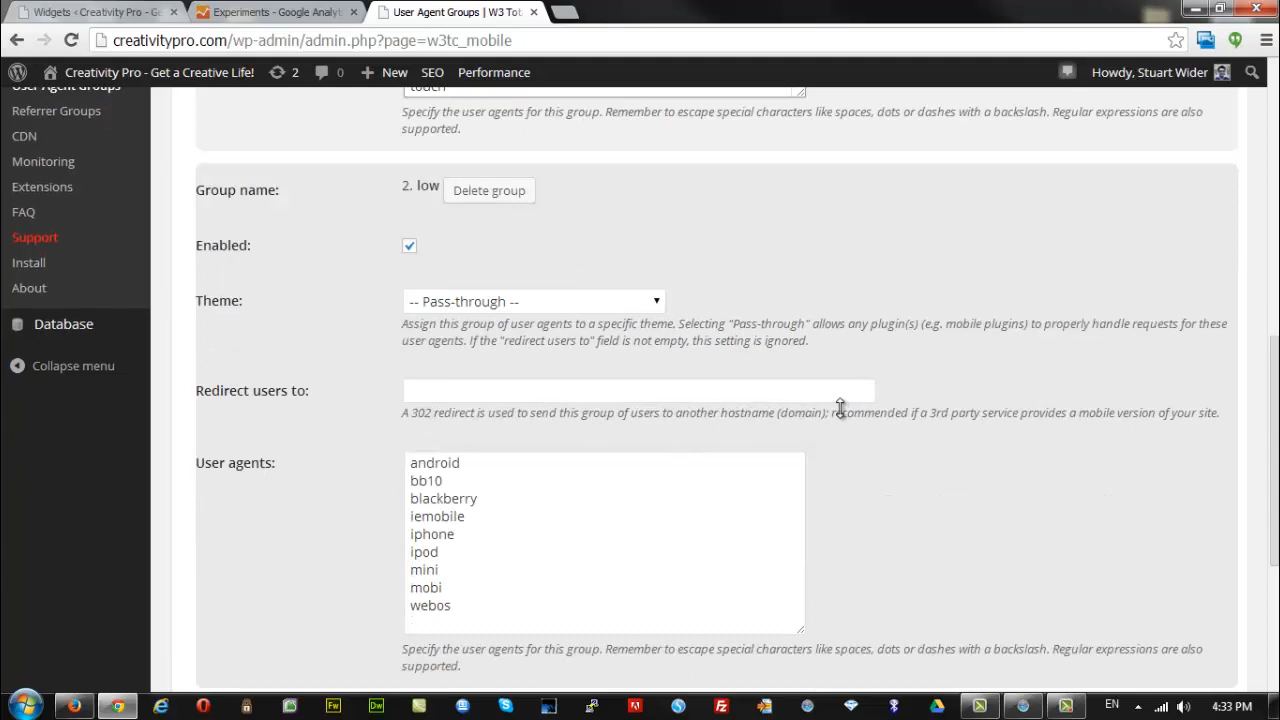 Widgets ‹ Creativity Pro - Ge
Experiments - Google Analyt
User Agent Groups | W3 Tot
creativitypro.com/wp-admin/admin.php?page=w3tc_mobile
Creativity Pro - Get a Creative Life!
2
0
New
SEO
Performance
Howdy, Stuart Wider
User Agent Groups
Referrer Groups
CDN
Monitoring
Extensions
FAQ
Support
Install
About
Database
Collapse menu
touch
Specify the user agents for this group. Remember to escape special characters like spaces, dots or dashes with a backslash. Regular expressions are also
supported.
Group name:
2. low
Delete group
Enabled:
Theme:
-- Pass-through --
Assign this group of user agents to a specific theme. Selecting "Pass-through" allows any plugin(s) (e.g. mobile plugins) to properly handle requests for these
user agents. If the "redirect users to" field is not empty, this setting is ignored.
Redirect users to:
A 302 redirect is used to send this group of users to another hostname (domain); recommended if a 3rd party service provides a mobile version of your site.
User agents:
android
bb10
blackberry
iemobile
iphone
ipod
mini
mobi
webos
Specify the user agents for this group. Remember to escape special characters like spaces, dots or dashes with a backslash. Regular expressions are also
supported.
Fw
Dw
EN
4:33 PM